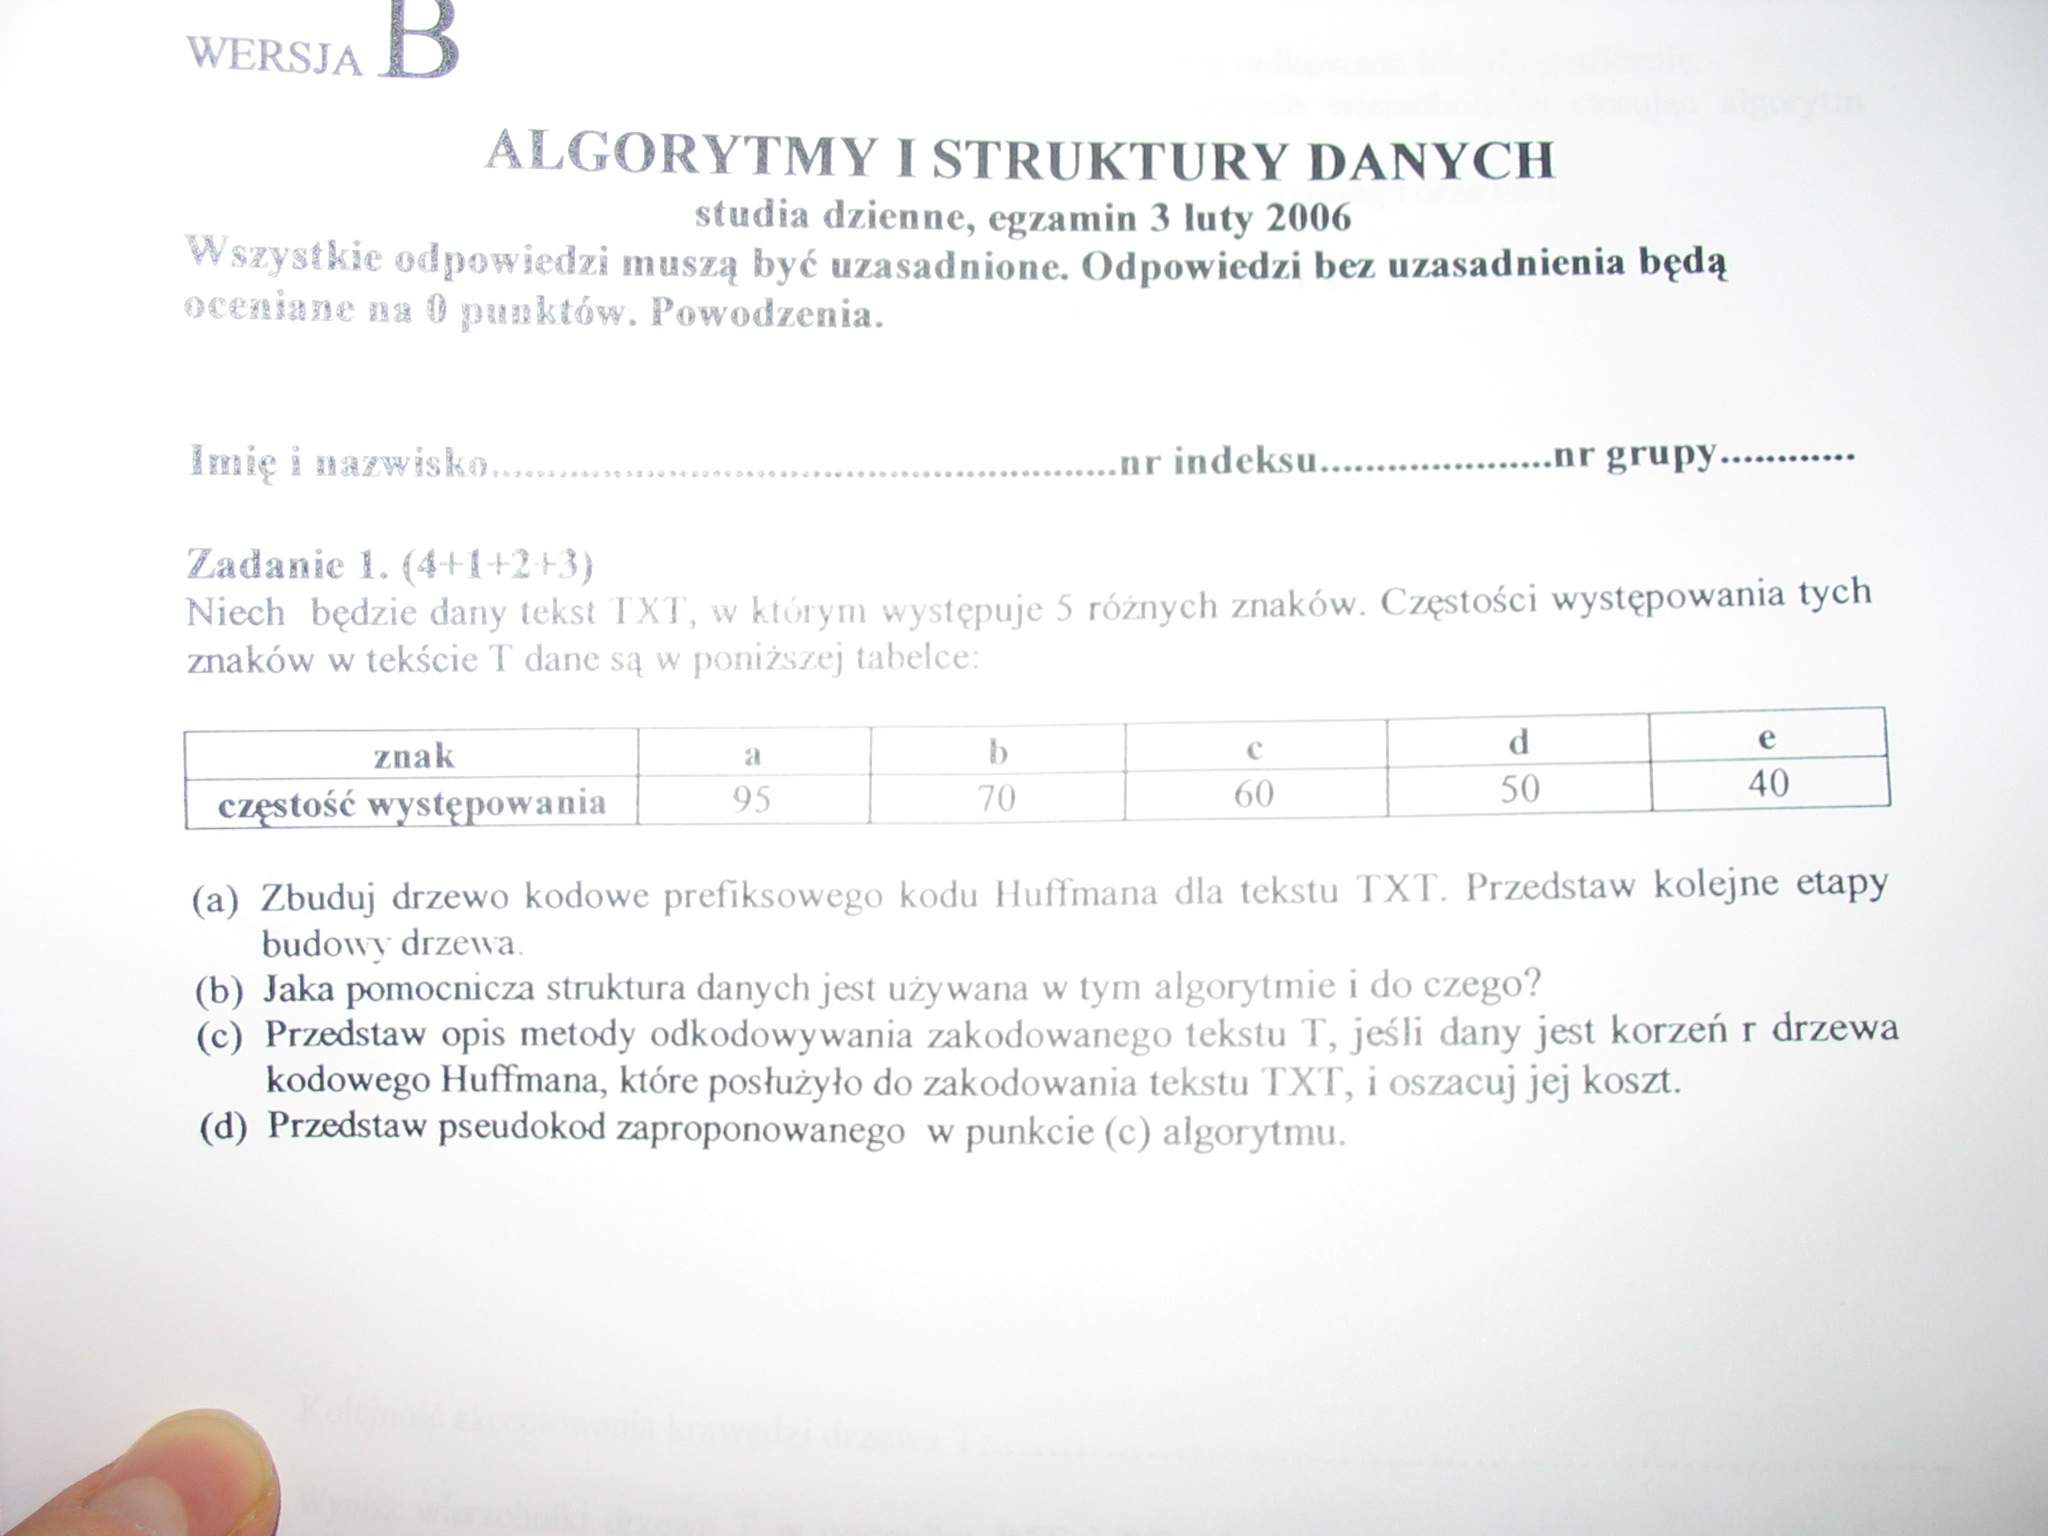 WERSJA B
ALGORYTMY I STRUKTURY DANYCH
studia dzienne, egzamin 3 luty 2006
Wszystkie odpowiedzi muszą być uzasadnione. Odpowiedzi bez uzasadnienia będą
oceniane na 0 punktów. Powodzenia.
Imię i nazwisko.............................................................nr indeksu......................nr grupy............
Zadanie 1. (4+1+2+3)
Niech będzie dany tekst TXT, w którym występuje 5 różnych znaków. Częstości występowania tych
znaków w tekście T dane są w poniższej tabelce:
znak a b c d e
częstość występowania 95 70 60 50 40
(a) Zbuduj drzewo kodowe prefiksowego kodu Huffmana dla tekstu TXT. Przedstaw kolejne etapy
budowy drzewa.
(b) Jaka pomocnicza struktura danych jest używana w tym algorytmie i do czego?
(c) Przedstaw opis metody odkodowywania zakodowanego tekstu T, jeśli dany jest korzeń r drzewa
kodowego Huffmana, które posłużyło do zakodowania tekstu TXT, i oszacuj jej koszt.
(d) Przedstaw pseudokod zaproponowanego w punkcie (c) algorytmu.